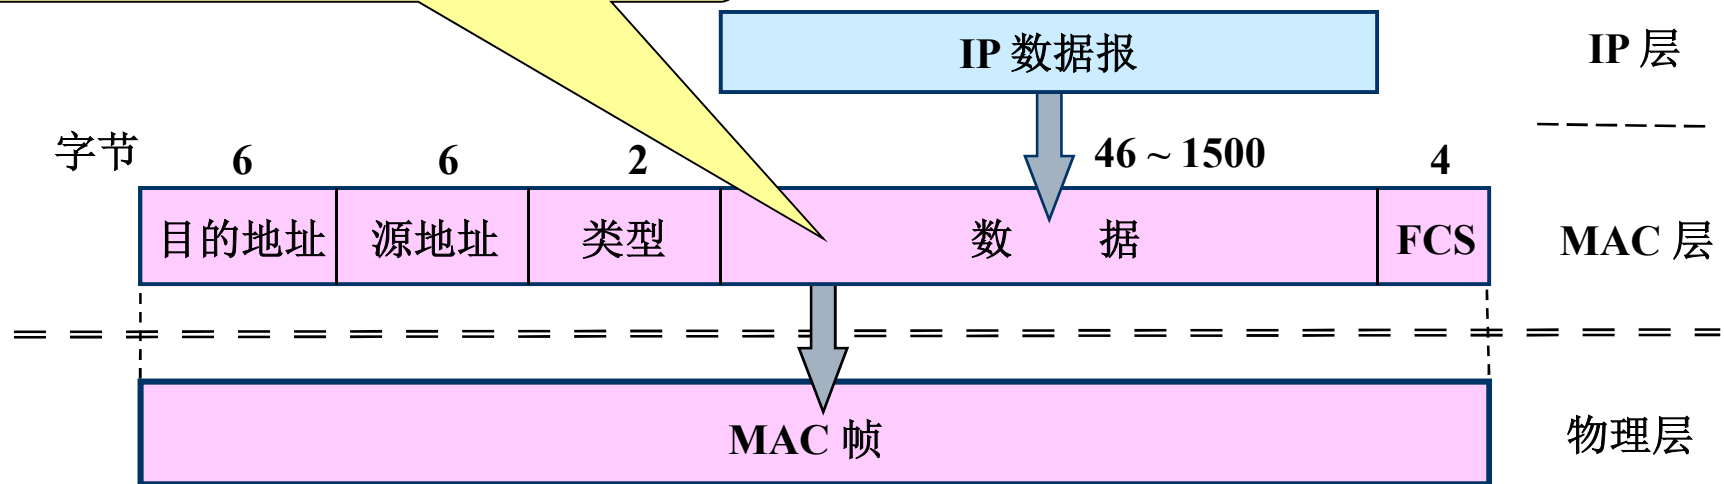 IP 数据报
IP 层
字节 6 6 2 46 ~ 1500 4
目的地址 源地址 类型 数 据 FCS MAC 层
MAC 帧
物理层